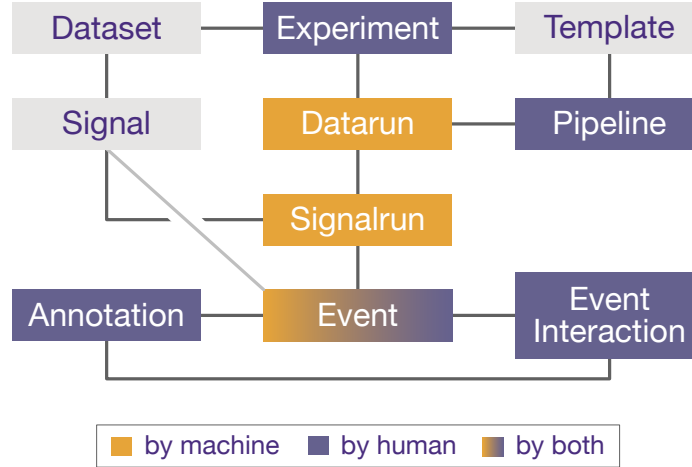 Dataset
Experiment
Template
Signal
Datarun
Pipeline
Signalrun
Annotation
Event
Event
Interaction
by machine
by human
by both